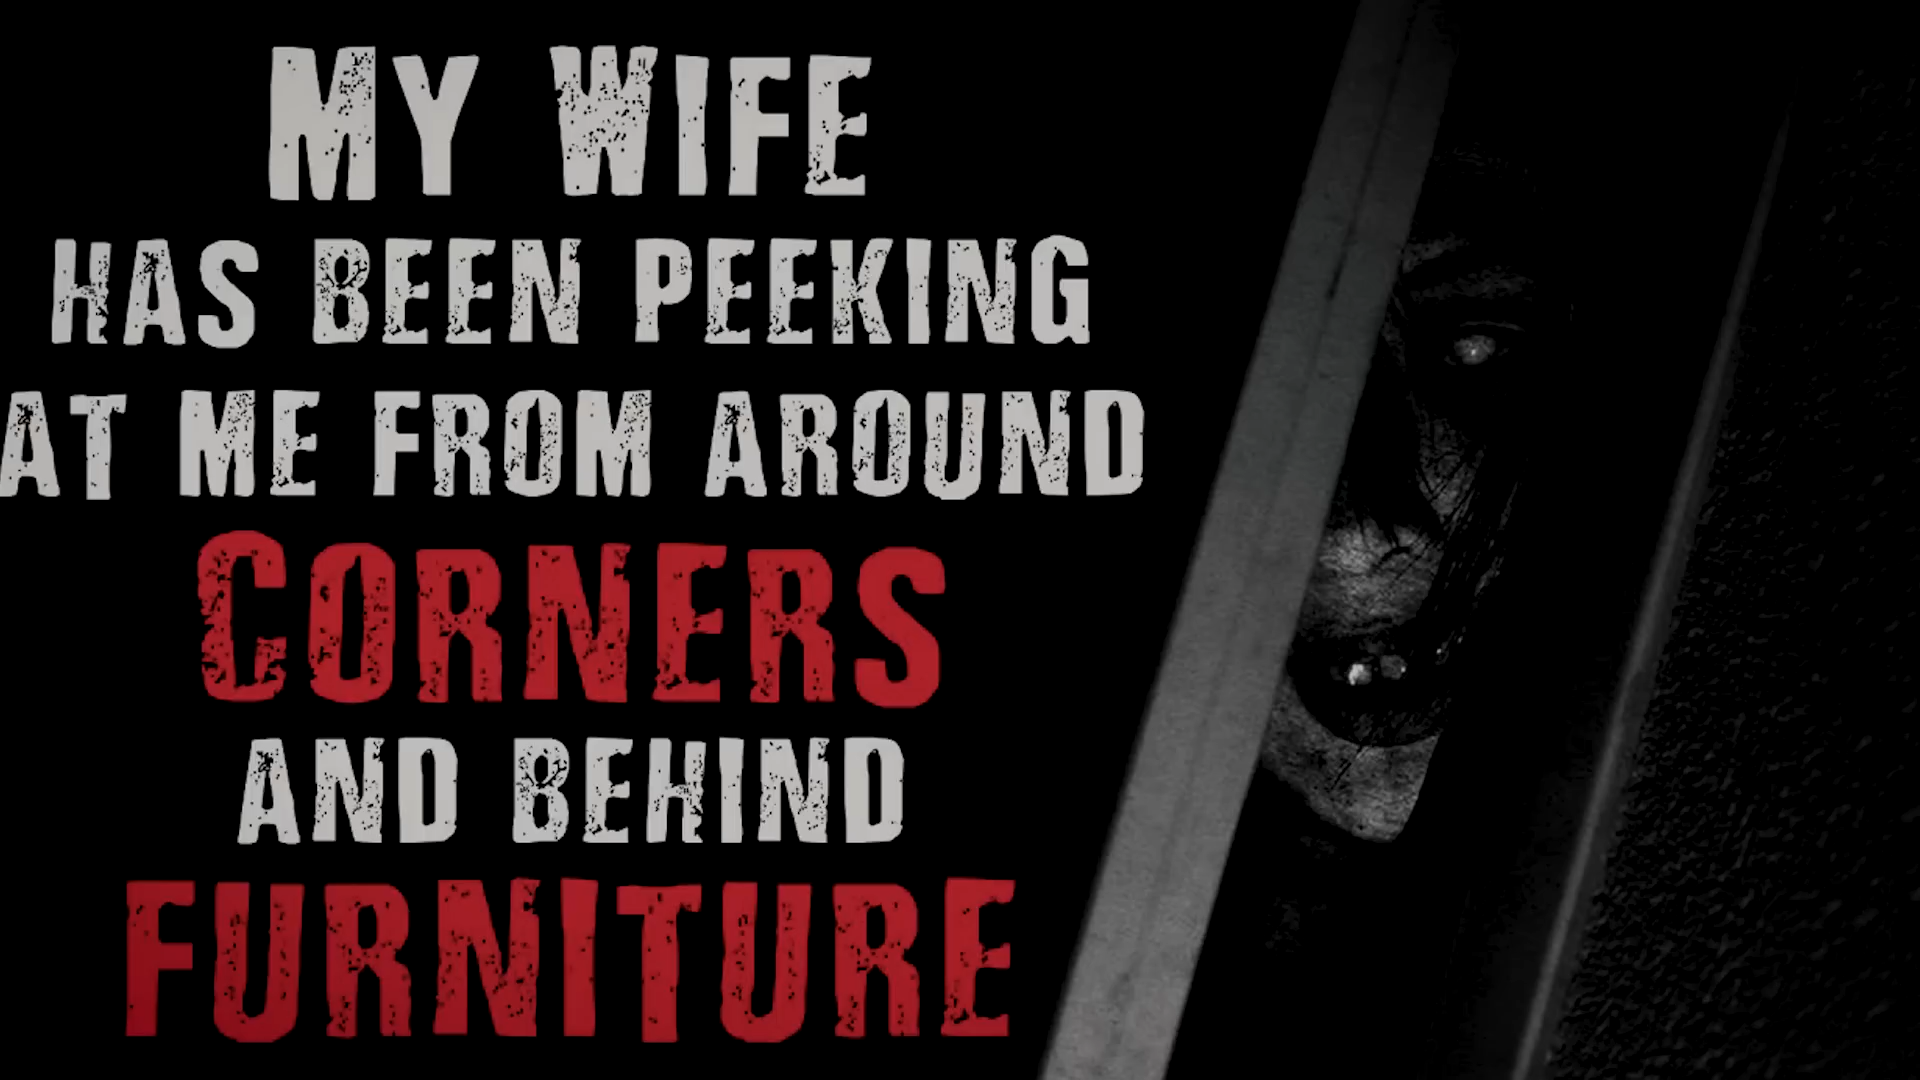 My Wife
has been peeking
at me from around
Corners
and behind
furniture